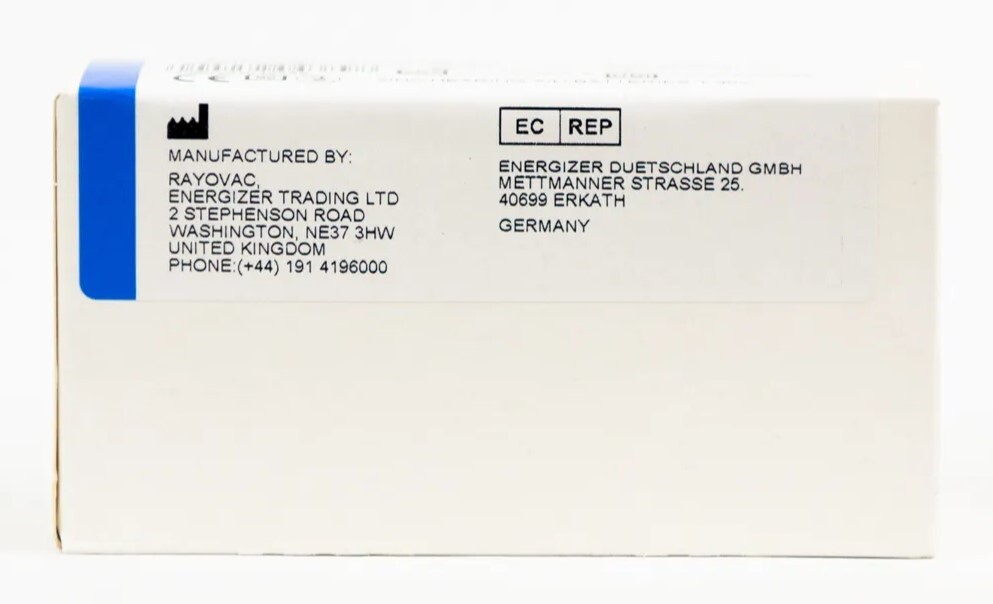 MANUFACTURED BY:
RAYOVAC,
ENERGIZER TRADING LTD
2 STEPHENSON ROAD
WASHINGTON, NE37 3HW
UNITED KINGDOM
PHONE:(+44) 191 4196000
EC REP
ENERGIZER DUETSCHLAND GMBH
METTMANNER STRASSE 25.
40699 ERKATH
GERMANY